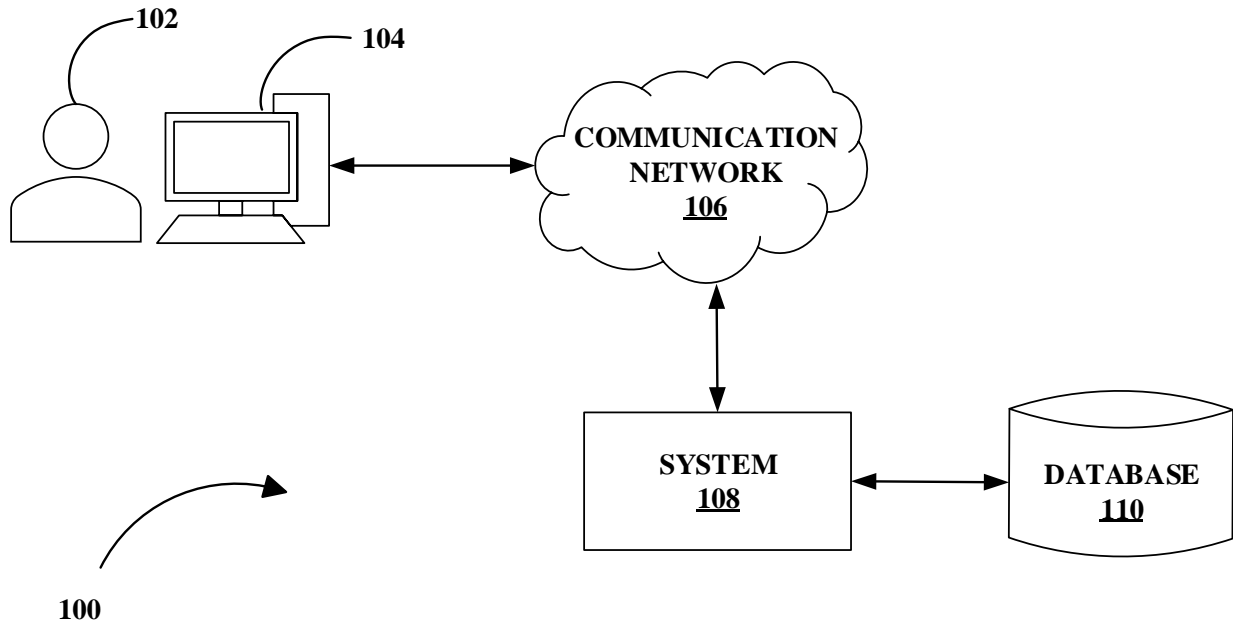 102
104
COMMUNICATION
NETWORK
106
SYSTEM
108
DATABASE
110
100